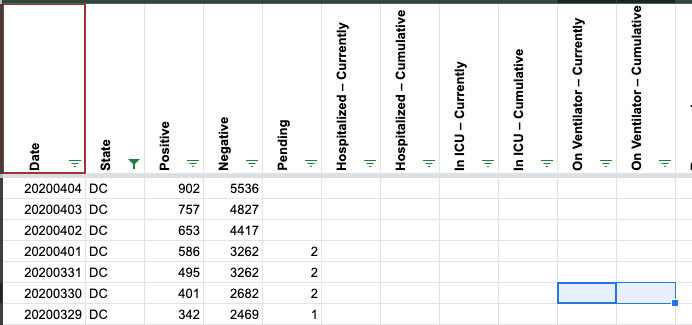 Date State Positive Negative Pending Hospitalized – Currently Hospitalized – Cumulative In ICU – Currently In ICU – Cumulative On Ventilator – Currently On Ventilator – Cumulative
20200404 DC 902 5536
20200403 DC 757 4827
20200402 DC 653 4417
20200401 DC 586 3262 2
20200331 DC 495 3262 2
20200330 DC 401 2682 2
20200329 DC 342 2469 1